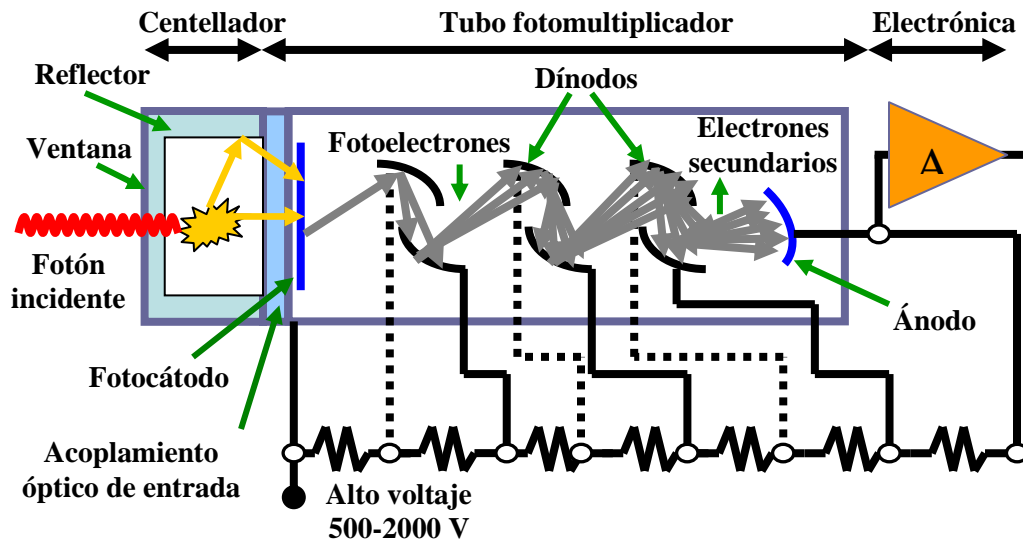 Centellador
Tubo fotomultiplicador
Electrónica
Reflector
Dínodos
Ventana
Fotoelectrones
Electrones
secundarios
Δ
Fotón
incidente
Ánodo
Fotocátodo
Acoplamiento
óptico de entrada
Alto voltaje
500-2000 V